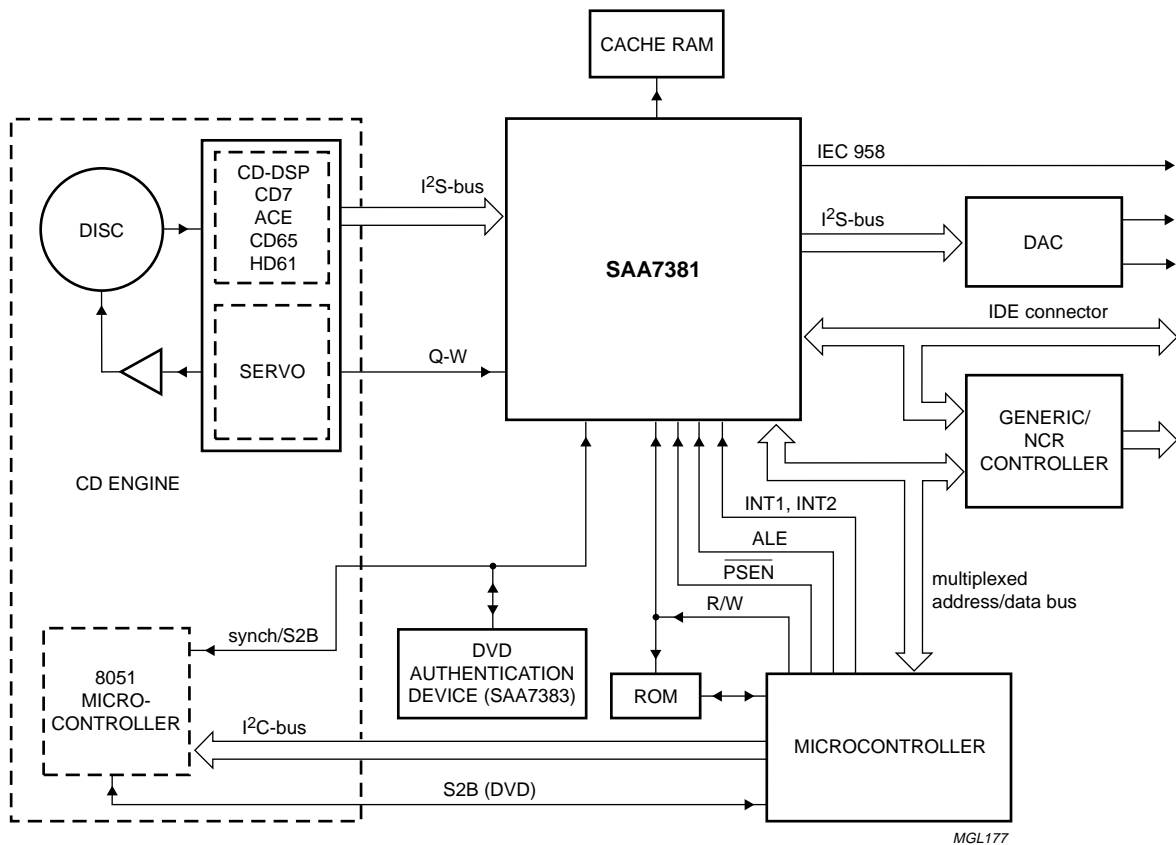 CACHE RAM
CD-DSP
CD7
ACE
CD65
HD61
DISC
SERVO
CD ENGINE
I²S-bus
Q-W
SAA7381
IEC 958
I²S-bus
DAC
IDE connector
GENERIC/
NCR
CONTROLLER
INT1, INT2
ALE
PSEN
R/W
multiplexed
address/data bus
synch/S2B
8051
MICRO-
CONTROLLER
DVD
AUTHENTICATION
DEVICE (SAA7383)
ROM
I²C-bus
MICROCONTROLLER
S2B (DVD)
MGL177